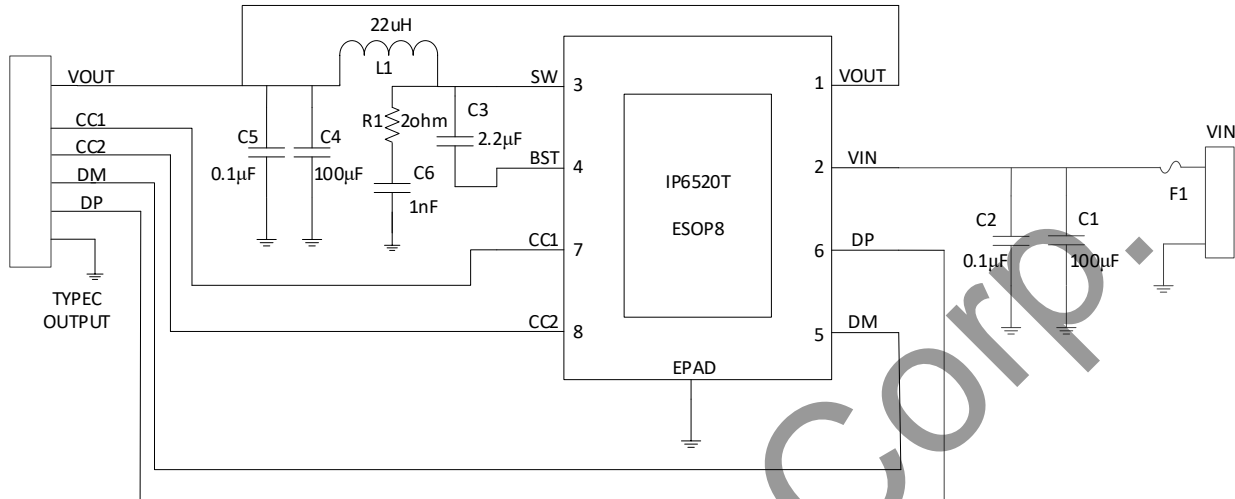 22uH
L1
VOUT
CC1
CC2
DM
DP
TYPEC
OUTPUT
C5
0.1μF
C4
100μF
R1
2ohm
C6
1nF
C3
2.2μF
SW
3
BST
4
CC1
7
CC2
8
IP6520T
ESOP8
EPAD
1
VOUT
2
VIN
6
DP
5
DM
C2
0.1μF
C1
100μF
F1
VIN
Corp.